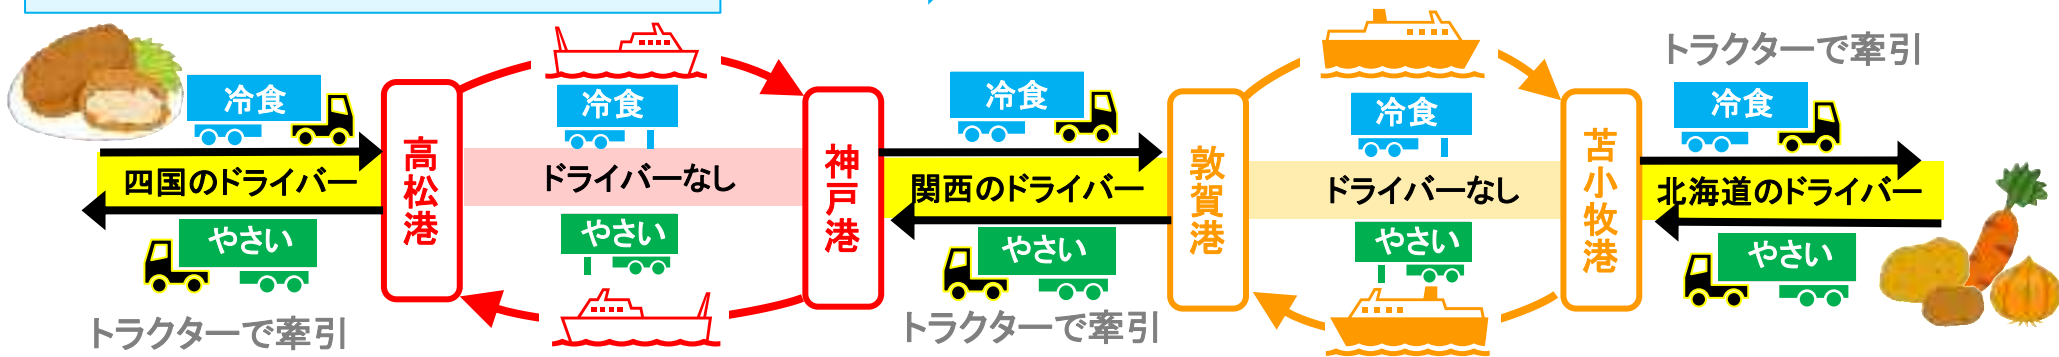 トラクターで牽引
冷食
冷食
冷食
冷食
冷食
高松港
神戸港
敦賀港
苫小牧港
四国のドライバー
ドライバーなし
関西のドライバー
ドライバーなし
北海道のドライバー
やさい
やさい
やさい
やさい
やさい
トラクターで牽引
トラクターで牽引